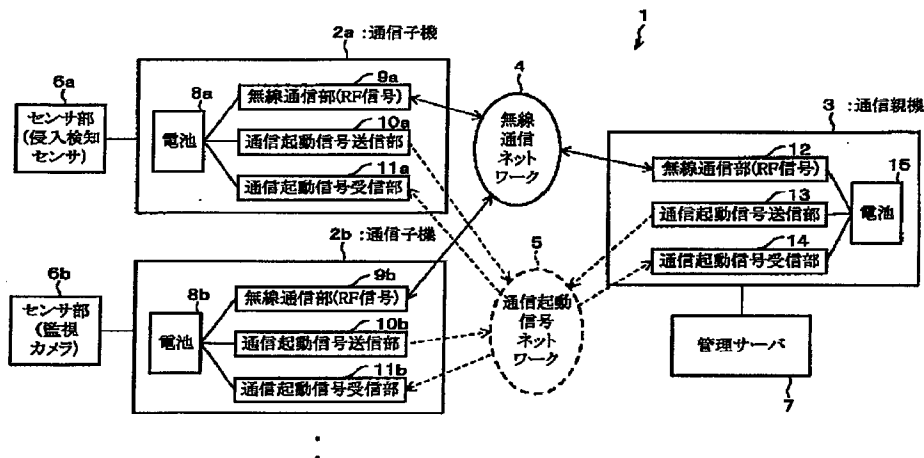 1
2a:通信子機
6a
センサ部
(侵入検知
センサ)
8a
電池
9a
無線通信部(RF信号)
10a
通信起動信号送信部
11a
通信起動信号受信部
4
無線
通信
ネット
ワーク
3:通信親機
12
無線通信部(RF信号)
13
通信起動信号送信部
14
通信起動信号受信部
15
電池
2b:通信子機
6b
センサ部
(監視
カメラ)
8b
電池
9b
無線通信部(RF信号)
10b
通信起動信号送信部
11b
通信起動信号受信部
5
通信起動
信号
ネット
ワーク
管理サーバ
7